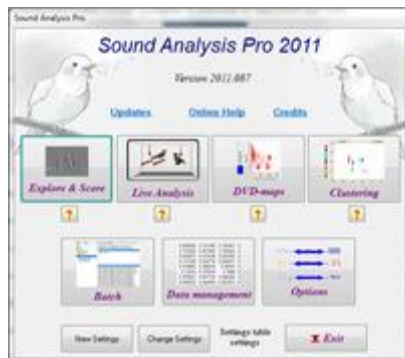 Sound Analysis Pro
Sound Analysis Pro 2011
Version 2011.087
Updates Online Help Credits
Explore & Score Live Analysis DVD-maps Clustering
? ? ? ?
Batch Data management Options
New Settings Change Settings Settings table settings Exit